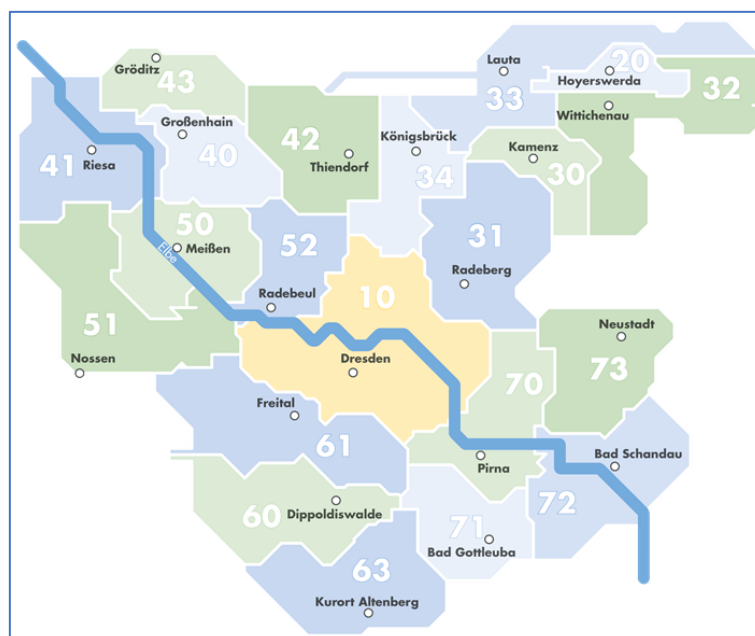 Lauta
20
Gröditz
43
Hoyerswerda
32
33
Wittichenau
Großenhain
42
Königsbrück
Kamenz
41
Riesa
40
Thiendorf
34
30
50
52
31
Elbe
Meißen
Radeberg
10
Radebeul
51
Neustadt
Nossen
Dresden
70
73
Freital
61
Pirna
Bad Schandau
72
60
Dippoldiswalde
71
Bad Gottleuba
63
Kurort Altenberg